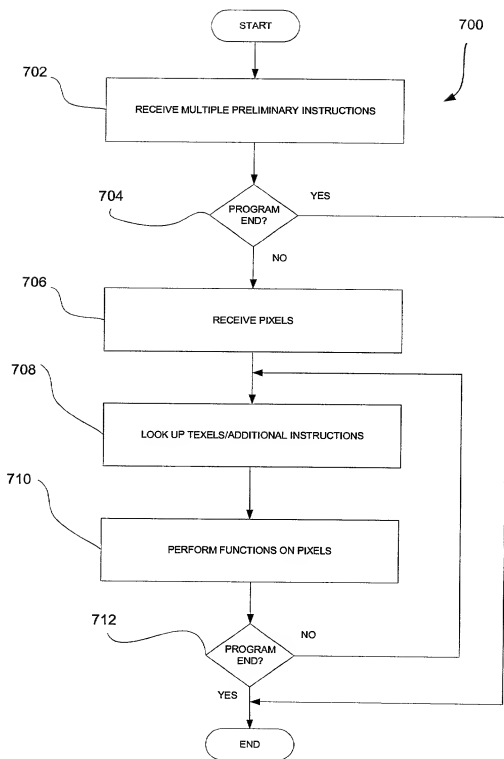 START
700
702
RECEIVE MULTIPLE PRELIMINARY INSTRUCTIONS
704
PROGRAM
END?
YES
NO
706
RECEIVE PIXELS
708
LOOK UP TEXELS/ADDITIONAL INSTRUCTIONS
710
PERFORM FUNCTIONS ON PIXELS
712
PROGRAM
END?
NO
YES
END